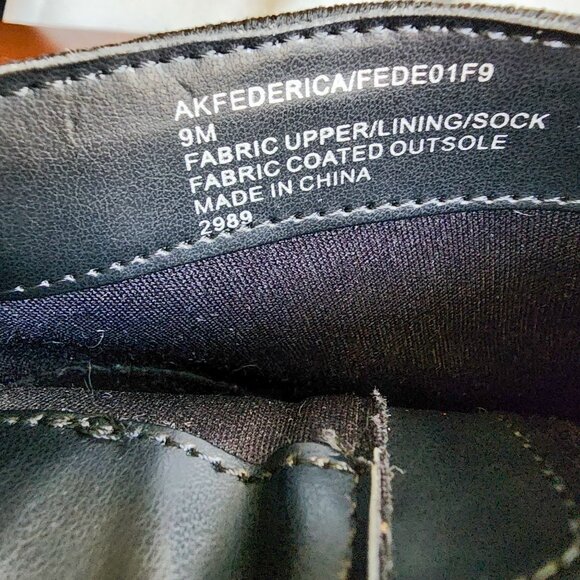 AKFEDERICA/FEDE01F9
9M
FABRIC UPPER/LINING/SOCK
FABRIC COATED OUTSOLE
MADE IN CHINA
2989